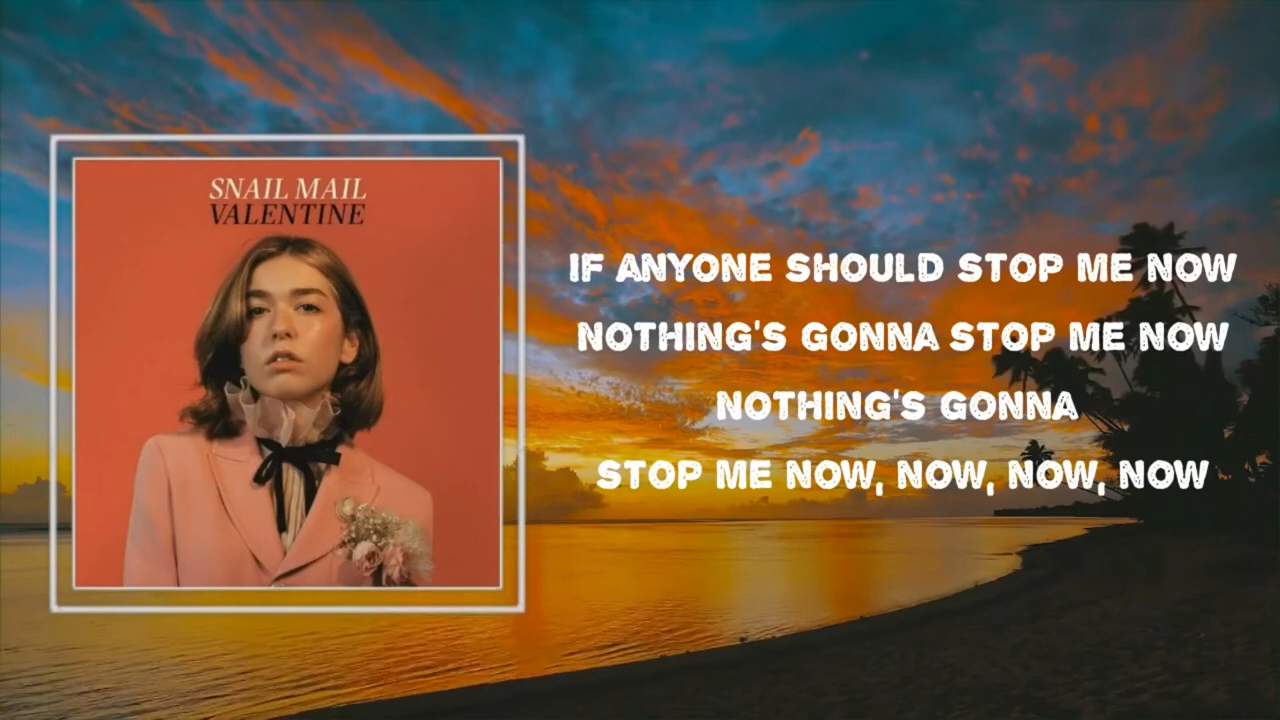 SNAIL MAIL
VALENTINE
IF ANYONE SHOULD STOP ME NOW
NOTHING'S GONNA STOP ME NOW
NOTHING'S GONNA
STOP ME NOW, NOW, NOW, NOW